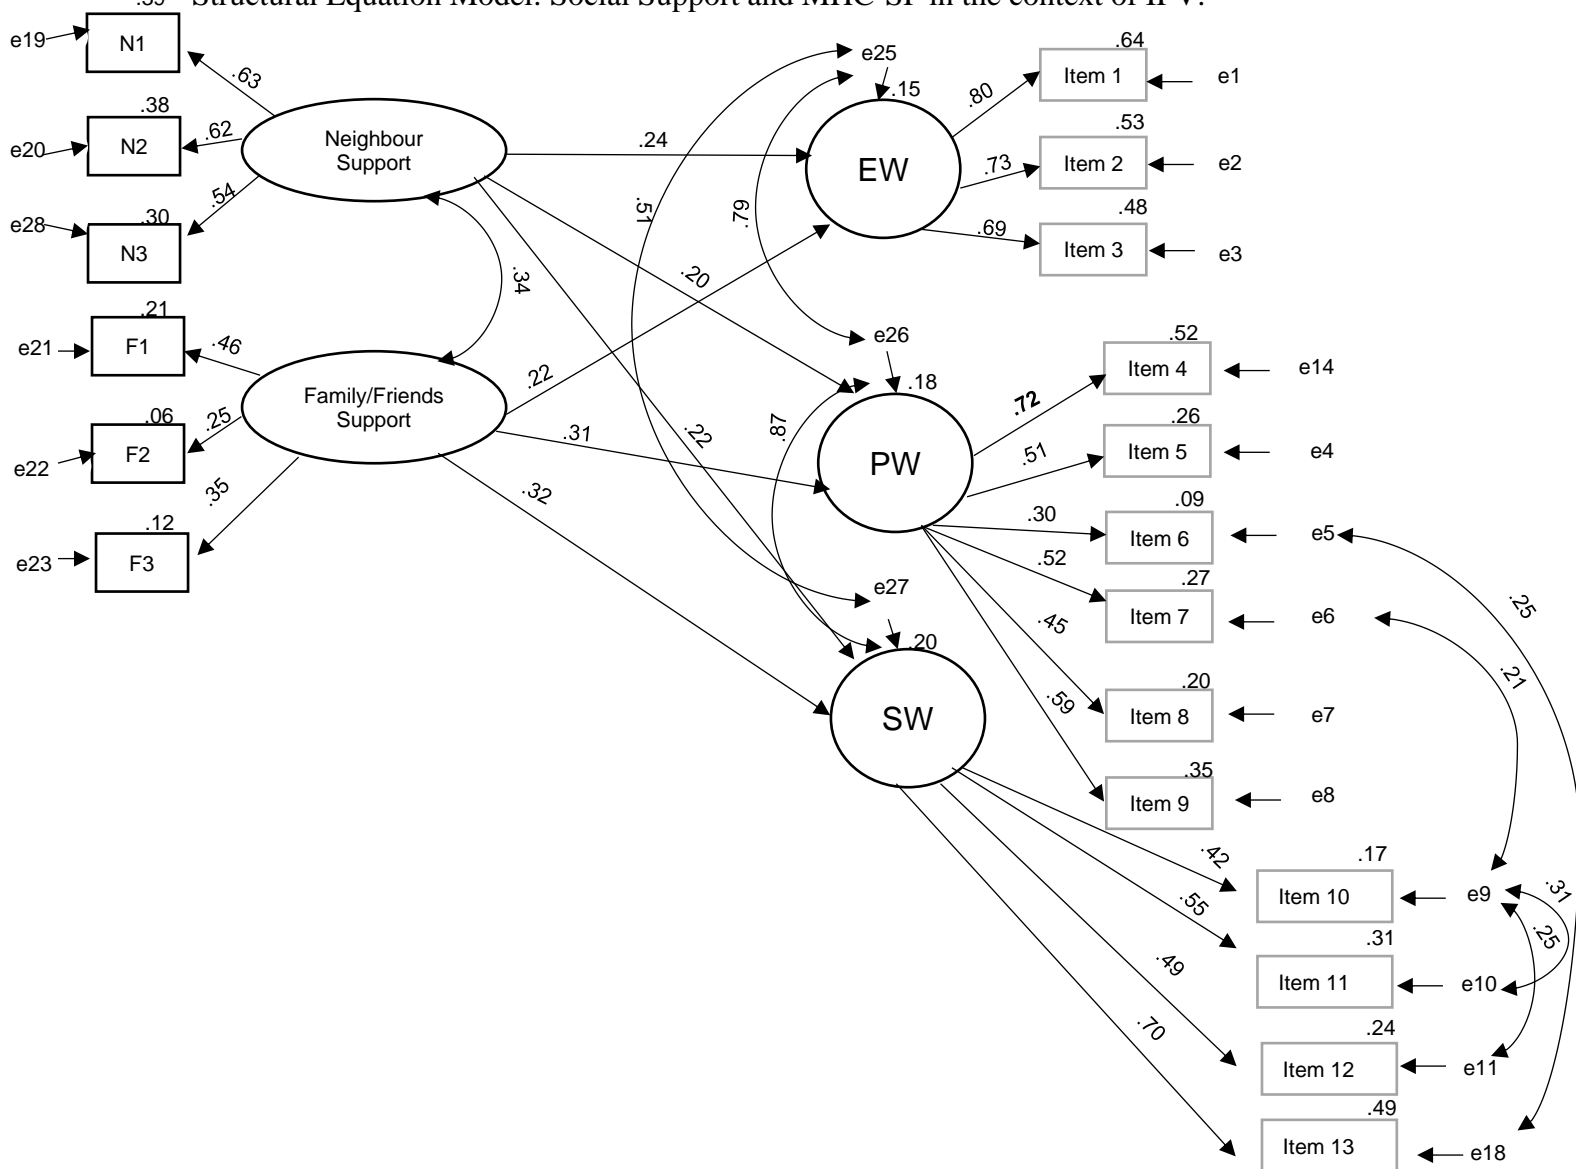 Structural Equation Model: Social Support and MHC-SF in the context of IPV.
.39
e19
N1
.63
.38
e20
N2
.62
.30
e28
N3
.54
Neighbour
Support
.34
.21
e21
F1
.46
.06
e22
F2
.25
.12
e23
F3
.35
Family/Friends
Support
.24
.20
.22
.22
.31
.32
.51
.79
.87
e25
.15
EW
e26
.18
PW
e27
.20
SW
.80
.64
Item 1
e1
.73
.53
Item 2
e2
.69
.48
Item 3
e3
.72
.52
Item 4
e14
.51
.26
Item 5
e4
.30
.09
Item 6
e5
.52
.27
Item 7
e6
.45
.20
Item 8
e7
.59
.35
Item 9
e8
.25
.21
.42
.17
Item 10
e9
.31
.55
.31
Item 11
e10
.25
.49
.24
Item 12
e11
.70
.49
Item 13
e18